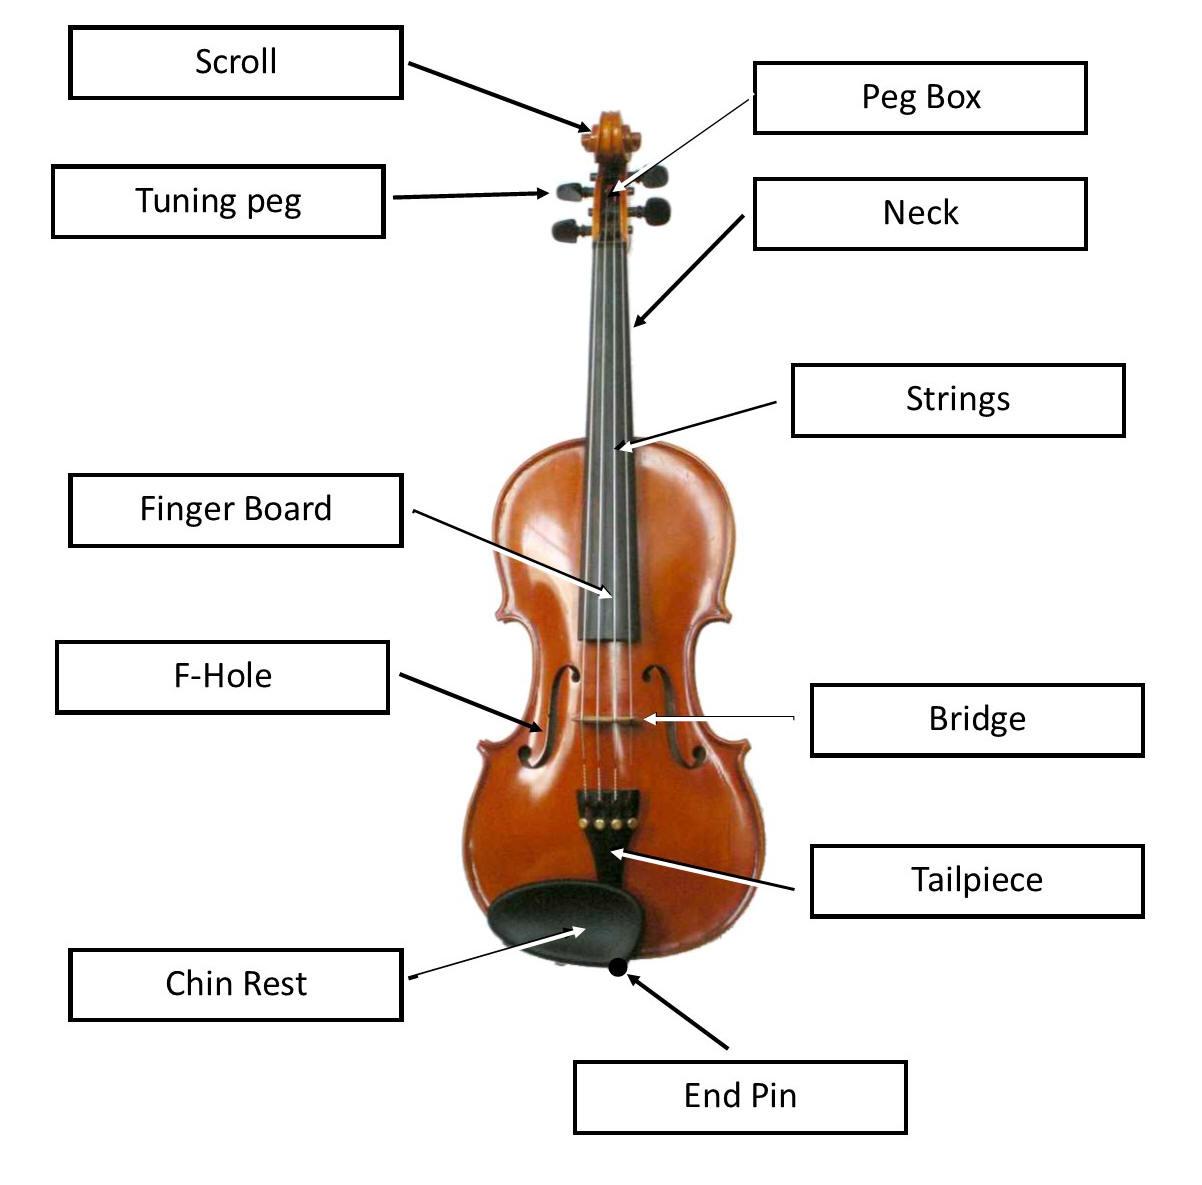 Scroll
Peg Box
Tuning peg
Neck
Strings
Finger Board
F-Hole
Bridge
Tailpiece
Chin Rest
End Pin